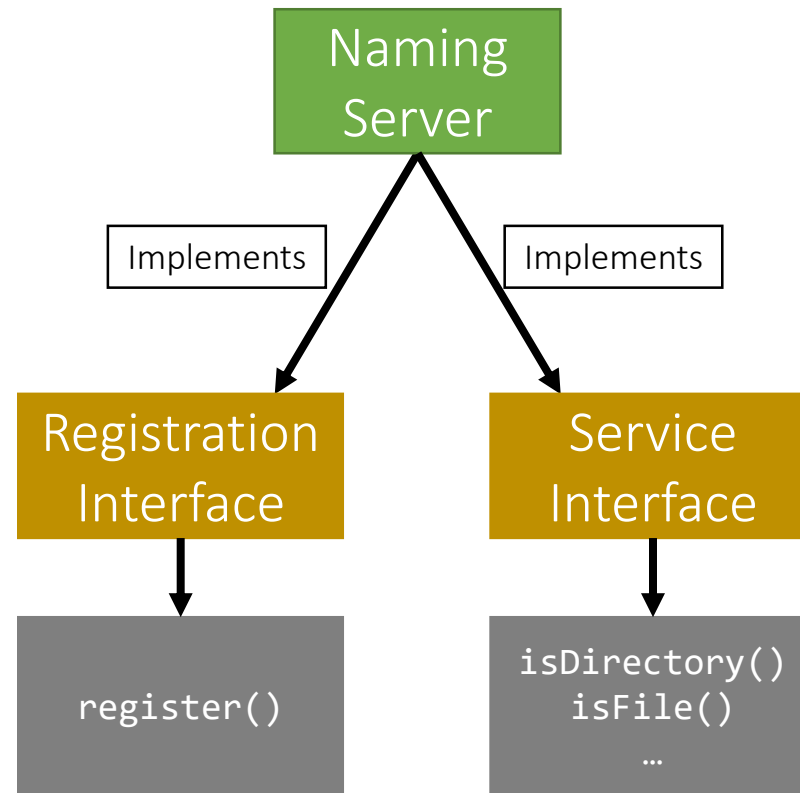 Naming
Server
Implements
Implements
Registration
Interface
Service
Interface
register()
isDirectory()
isFile()
…